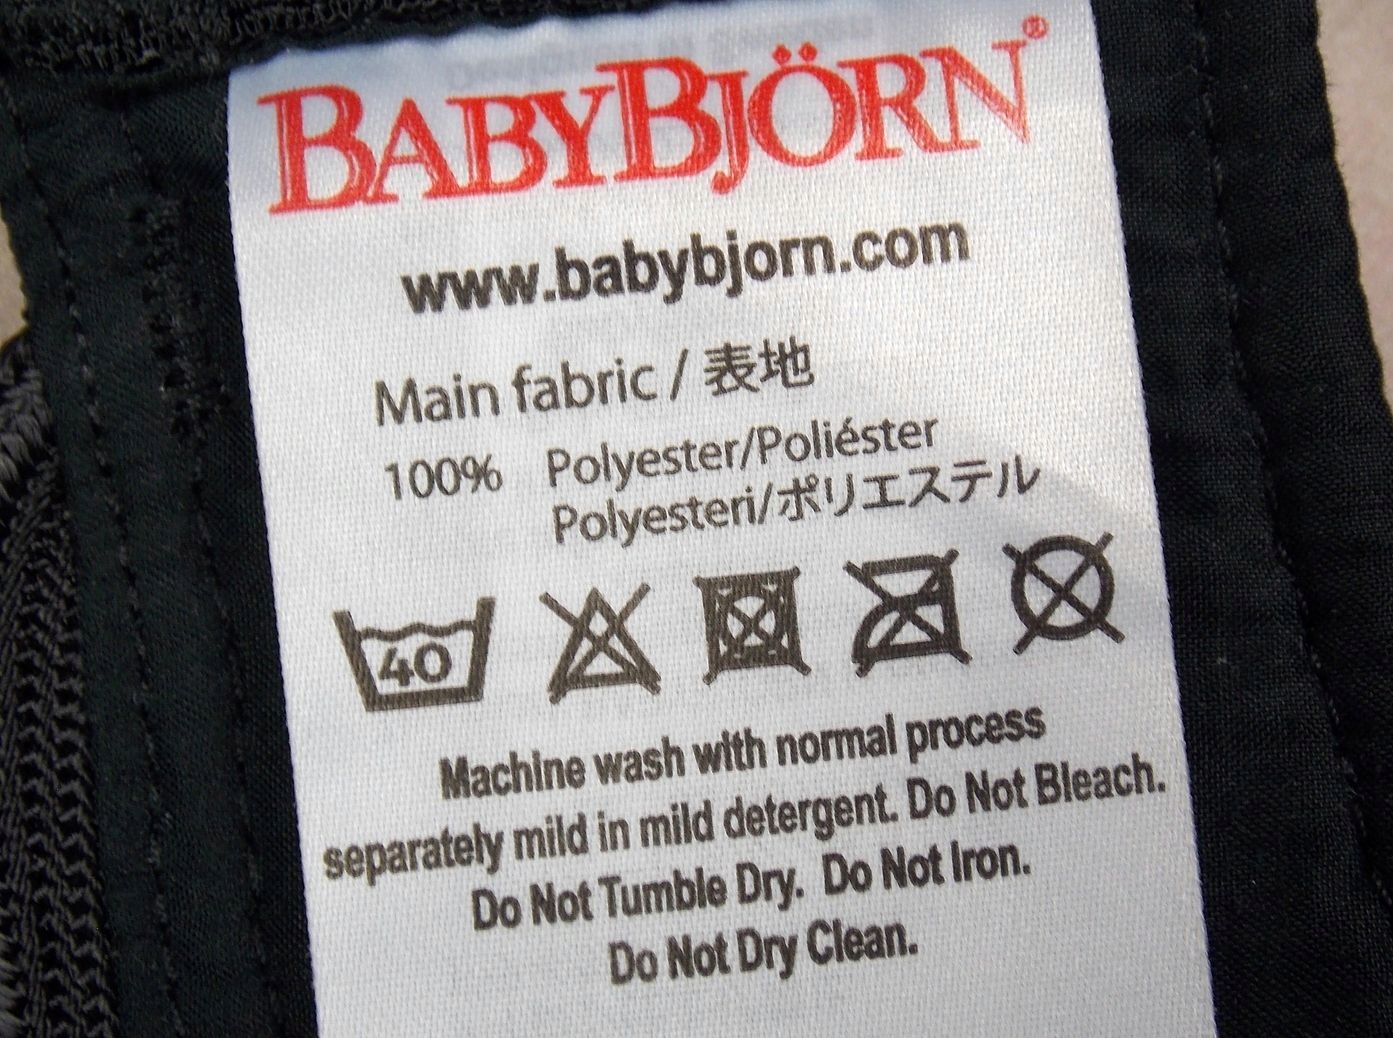 BABYBJÖRN®
www.babybjorn.com
Main fabric / 表地
100% Polyester/Poliéster
Polyesteri/ポリエステル
40
Machine wash with normal process
separately mild in mild detergent. Do Not Bleach.
Do Not Tumble Dry. Do Not Iron.
Do Not Dry Clean.